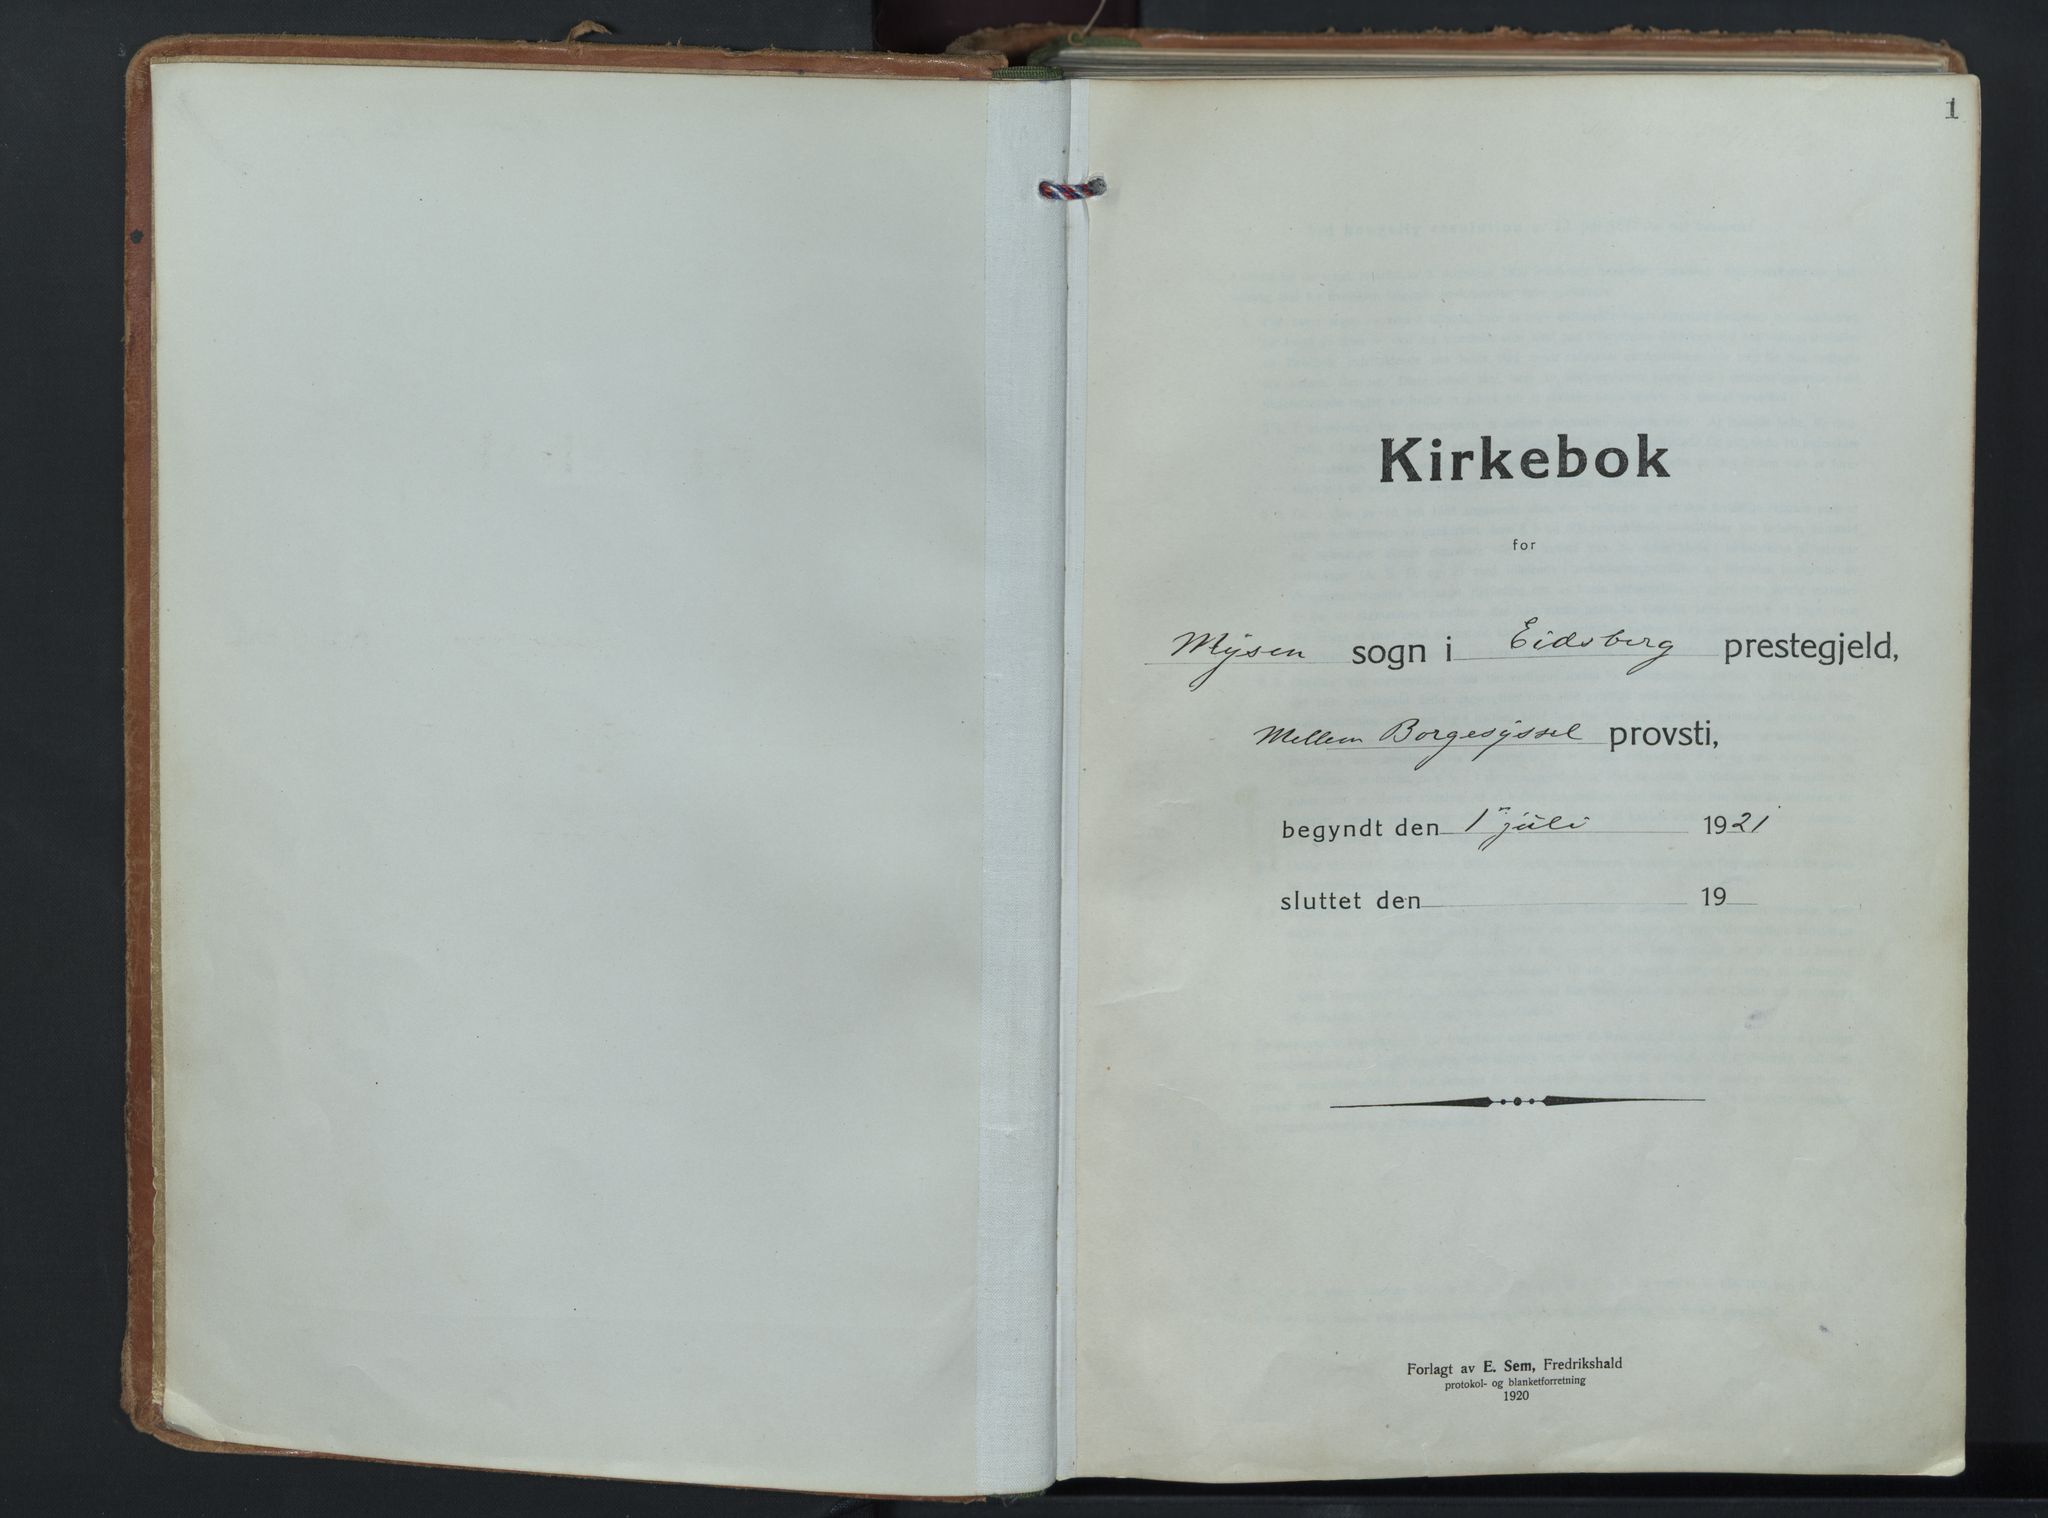 1
Kirkebok
for
Mysen sogn i Eidsberg prestegjeld,
Mellem Borgesyssel provsti,
begyndt den 1ste juli 1921
sluttet den 19
Forlagt av E. Sem, Fredrikshald
protokol- og blanketforretning
1920